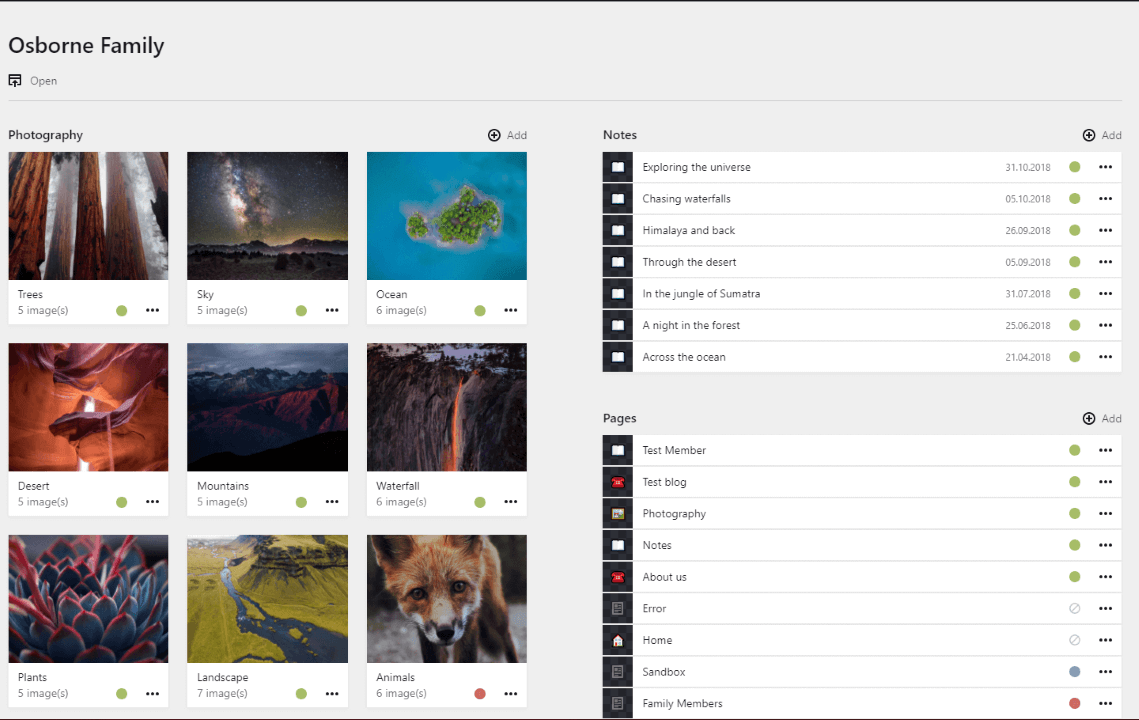 Osborne Family
Open
Photography
Add
Trees
5 image(s)
Sky
5 image(s)
Ocean
6 image(s)
Desert
5 image(s)
Mountains
5 image(s)
Waterfall
6 image(s)
Plants
5 image(s)
Landscape
7 image(s)
Animals
6 image(s)
Notes
Add
Exploring the universe 31.10.2018
Chasing waterfalls 05.10.2018
Himalaya and back 26.09.2018
Through the desert 05.09.2018
In the jungle of Sumatra 31.07.2018
A night in the forest 25.06.2018
Across the ocean 21.04.2018
Pages
Add
Test Member
Test blog
Photography
Notes
About us
Error
Home
Sandbox
Family Members